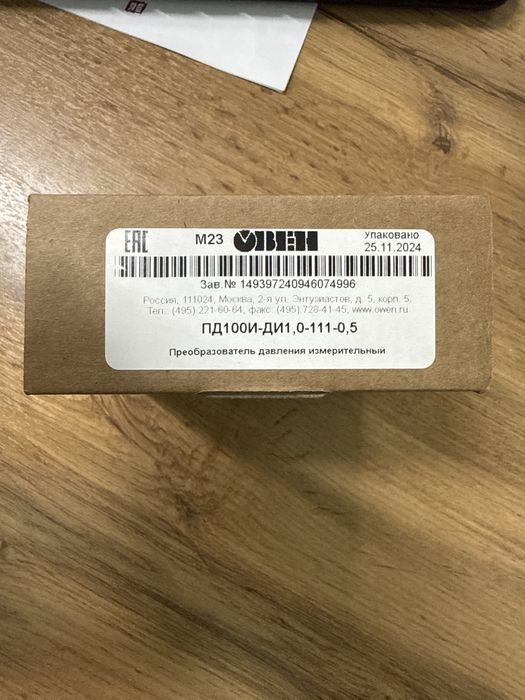 ЕАС М23 ОВЕН Упаковано
25.11.2024
Зав.№ 149397240946074996
Россия, 111024, Москва, 2-я ул. Энтузиастов, д. 5, корп. 5
Тел.: (495) 221-60-64, факс: (495) 728-41-45, www.owen.ru
ПД100И-ДИ1,0-111-0,5
Преобразователь давления измерительный